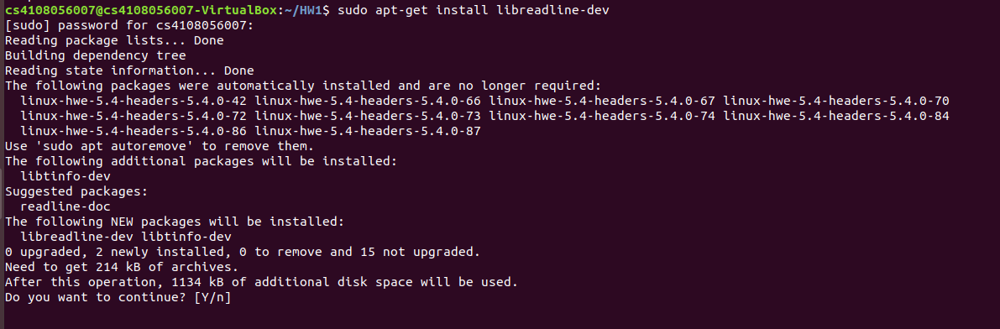 cs4108056007@cs4108056007-VirtualBox:~/HW1$ sudo apt-get install libreadline-dev
[sudo] password for cs4108056007:
Reading package lists... Done
Building dependency tree
Reading state information... Done
The following packages were automatically installed and are no longer required:
  linux-hwe-5.4-headers-5.4.0-42 linux-hwe-5.4-headers-5.4.0-66 linux-hwe-5.4-headers-5.4.0-67 linux-hwe-5.4-headers-5.4.0-70
  linux-hwe-5.4-headers-5.4.0-72 linux-hwe-5.4-headers-5.4.0-73 linux-hwe-5.4-headers-5.4.0-74 linux-hwe-5.4-headers-5.4.0-84
  linux-hwe-5.4-headers-5.4.0-86 linux-hwe-5.4-headers-5.4.0-87
Use 'sudo apt autoremove' to remove them.
The following additional packages will be installed:
  libtinfo-dev
Suggested packages:
  readline-doc
The following NEW packages will be installed:
  libreadline-dev libtinfo-dev
0 upgraded, 2 newly installed, 0 to remove and 15 not upgraded.
Need to get 214 kB of archives.
After this operation, 1134 kB of additional disk space will be used.
Do you want to continue? [Y/n]